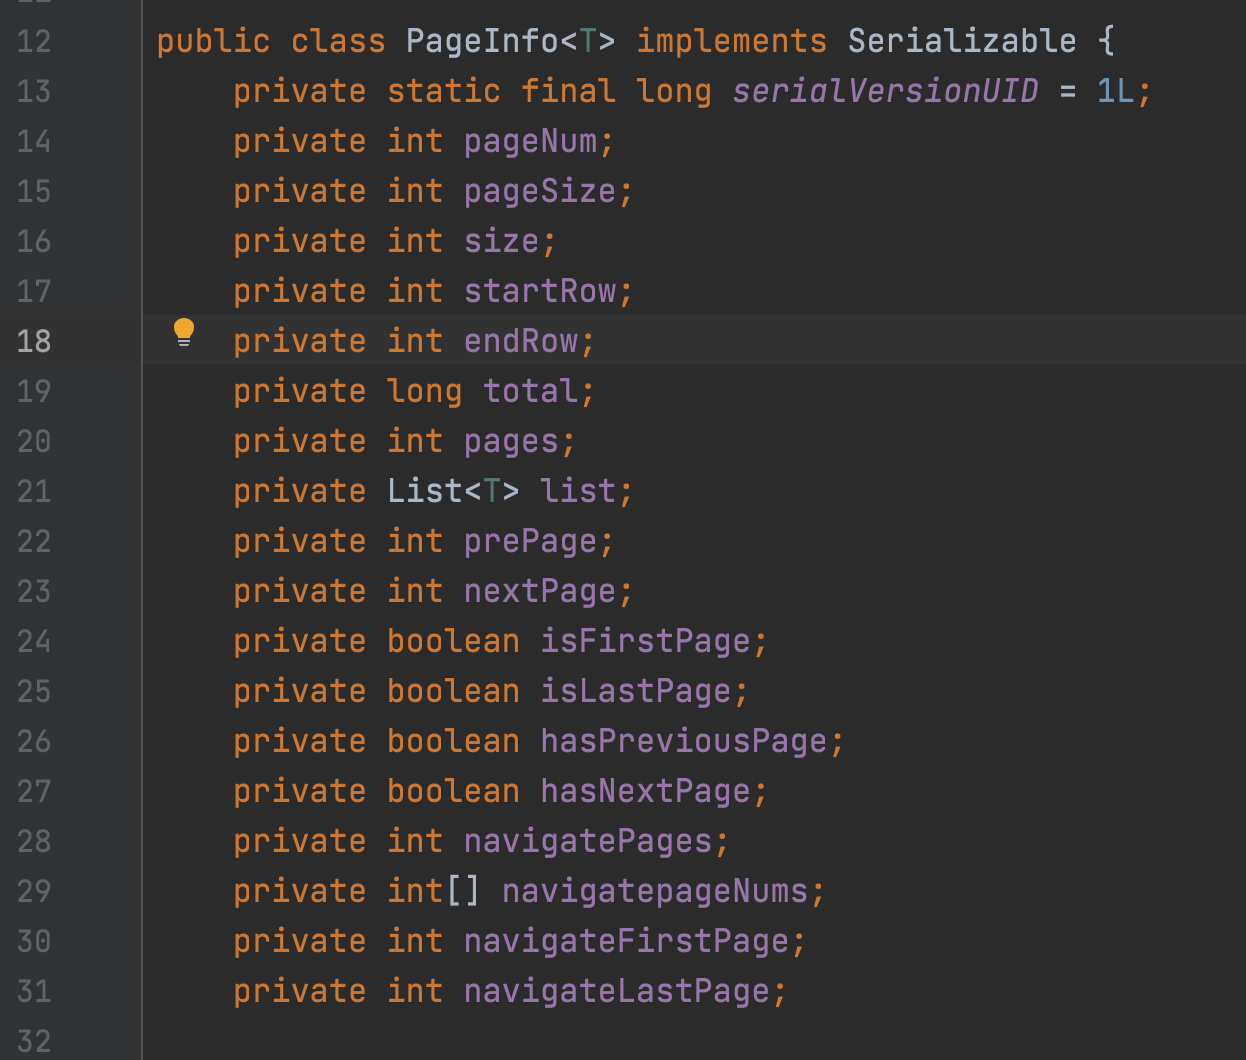 12 public class PageInfo<T> implements Serializable {
13 private static final long serialVersionUID = 1L;
14 private int pageNum;
15 private int pageSize;
16 private int size;
17 private int startRow;
18 private int endRow;
19 private long total;
20 private int pages;
21 private List<T> list;
22 private int prePage;
23 private int nextPage;
24 private boolean isFirstPage;
25 private boolean isLastPage;
26 private boolean hasPreviousPage;
27 private boolean hasNextPage;
28 private int navigatePages;
29 private int[] navigatepageNums;
30 private int navigateFirstPage;
31 private int navigateLastPage;
32